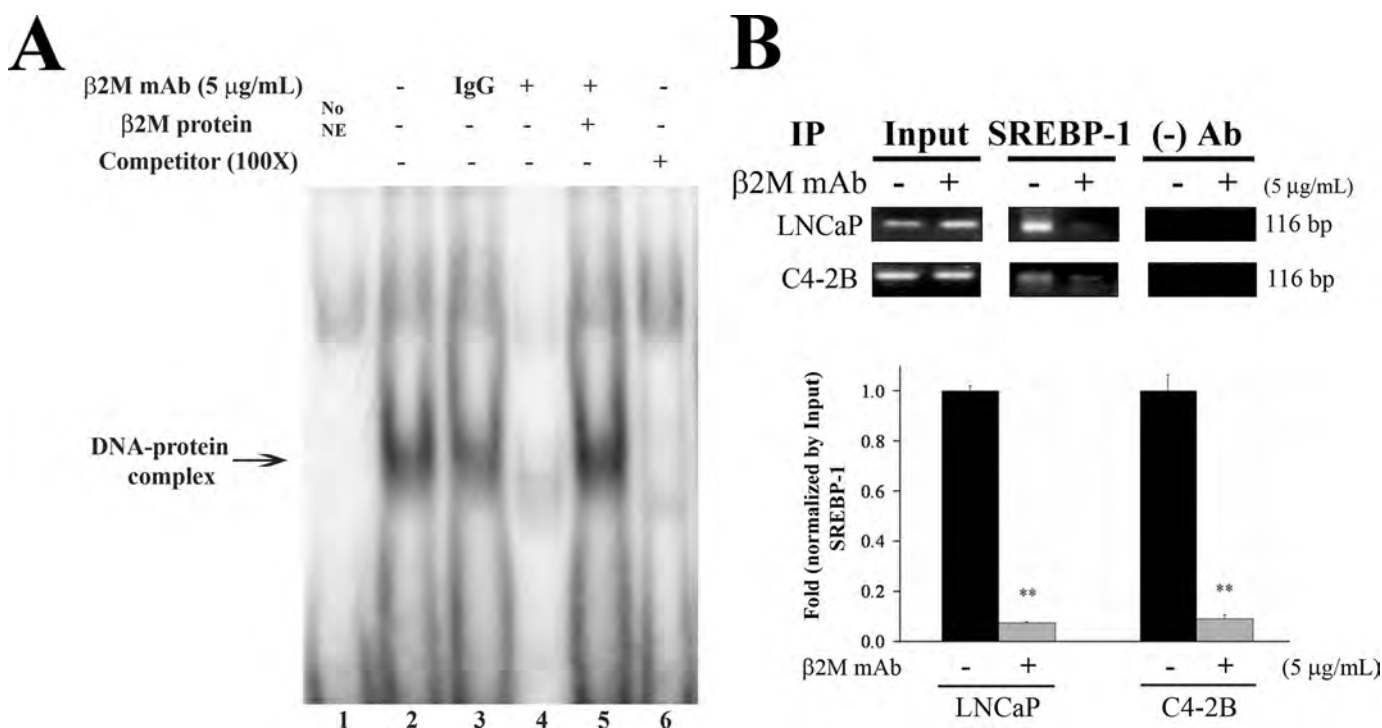 A
β2M mAb (5 μg/mL) - IgG + + -
No
NE
β2M protein - - - + -
Competitor (100X) - - - - +
DNA-protein
complex
1 2 3 4 5 6
B
IP Input SREBP-1 (-) Ab
β2M mAb - + - + - + (5 μg/mL)
LNCaP 116 bp
C4-2B 116 bp
Fold (normalized by Input)
SREBP-1
1.0
0.8
0.6
0.4
0.2
0.0
** **
β2M mAb - + - + (5 μg/mL)
LNCaP C4-2B